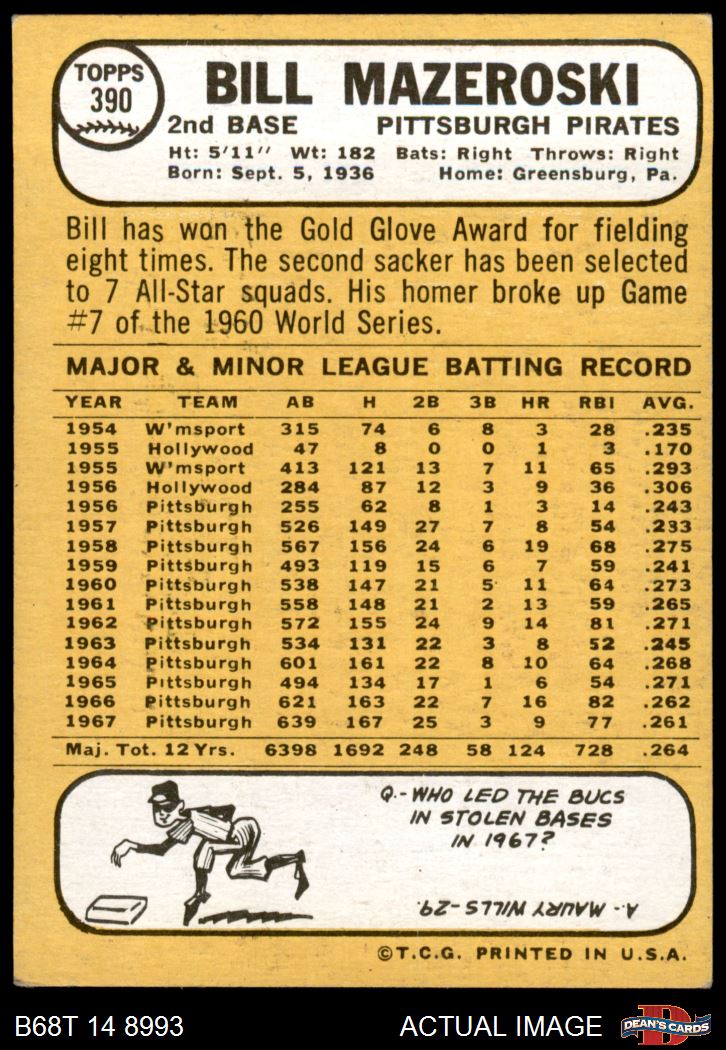 TOPPS
390
BILL MAZEROSKI
2nd BASE PITTSBURGH PIRATES
Ht: 5'11" Wt: 182 Bats: Right Throws: Right
Born: Sept. 5, 1936 Home: Greensburg, Pa.
Bill has won the Gold Glove Award for fielding
eight times. The second sacker has been selected
to 7 All-Star squads. His homer broke up Game
#7 of the 1960 World Series.
MAJOR & MINOR LEAGUE BATTING RECORD
YEAR TEAM AB H 2B 3B HR RBI AVG.
1954 W'msport 315 74 6 8 3 28 .235
1955 Hollywood 47 8 0 0 1 3 .170
1955 W'msport 413 121 13 7 11 65 .293
1956 Hollywood 284 87 12 3 9 36 .306
1956 Pittsburgh 255 62 8 1 3 14 .243
1957 Pittsburgh 526 149 27 7 8 54 .233
1958 Pittsburgh 567 156 24 6 19 68 .275
1959 Pittsburgh 493 119 15 6 7 59 .241
1960 Pittsburgh 538 147 21 5 11 64 .273
1961 Pittsburgh 558 148 21 2 13 59 .265
1962 Pittsburgh 572 155 24 9 14 81 .271
1963 Pittsburgh 534 131 22 3 8 52 .245
1964 Pittsburgh 601 161 22 8 10 64 .268
1965 Pittsburgh 494 134 17 1 6 54 .271
1966 Pittsburgh 621 163 22 7 16 82 .262
1967 Pittsburgh 639 167 25 3 9 77 .261
Maj. Tot. 12 Yrs. 6398 1692 248 58 124 728 .264
Q.-WHO LED THE BUCS
IN STOLEN BASES
IN 1967?
A.- MAURY WILLS-29.
©T.C.G. PRINTED IN U.S.A.
B68T 14 8993 ACTUAL IMAGE
DEAN'S CARDS